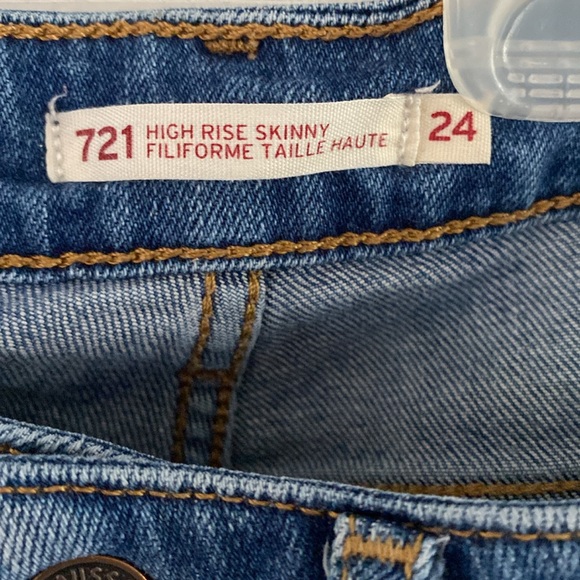 721 HIGH RISE SKINNY
FILIFORME TAILLE HAUTE
24